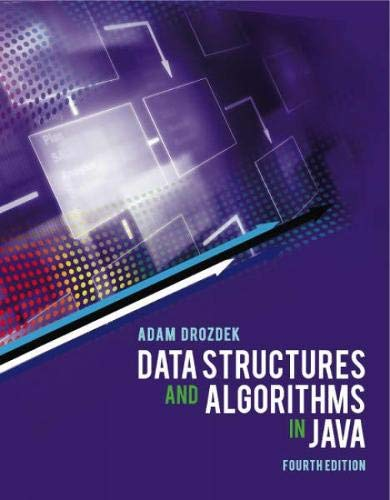 ADAM DROZDEK
DATA STRUCTURES
AND ALGORITHMS
IN JAVA
FOURTH EDITION